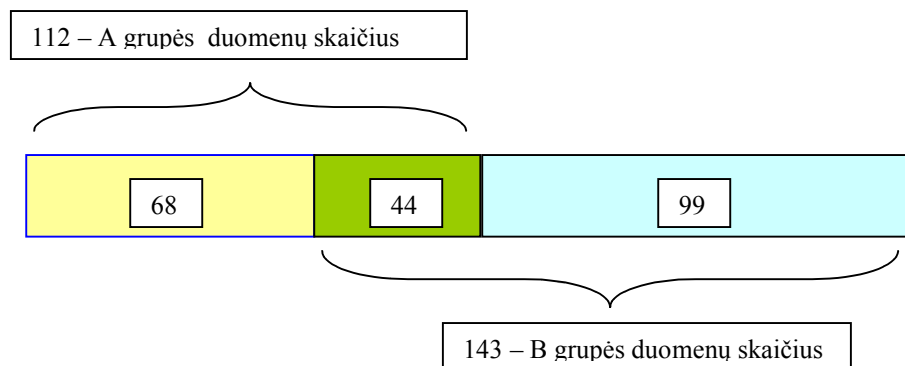 112 – A grupės duomenų skaičius
68
44
99
143 – B grupės duomenų skaičius